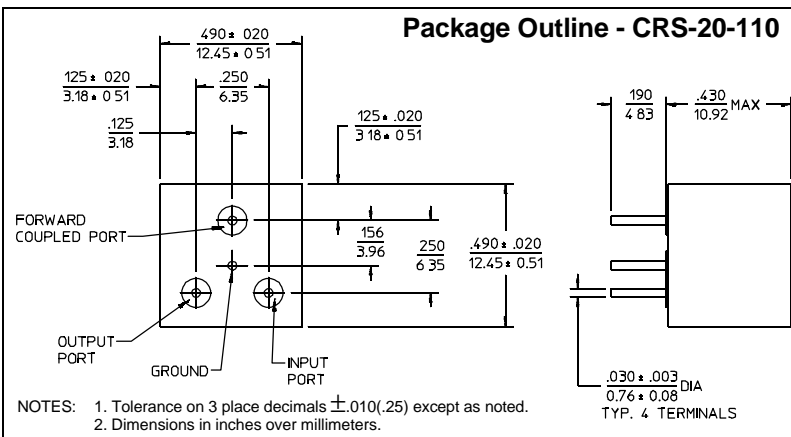 Package Outline - CRS-20-110
490± 020
12.45± 0 51
125± 020
3.18± 0 51
.250
6.35
.125
3.18
125± .020
3 18± 0 51
190
4 83
.430
10.92
MAX
FORWARD
COUPLED PORT
156
3.96
250
6 35
.490± .020
12.45± 0.51
OUTPUT
PORT
GROUND
INPUT
PORT
.030± .003
0.76± 0.08
DIA
TYP. 4 TERMINALS
NOTES: 1. Tolerance on 3 place decimals ±.010(.25) except as noted.
2. Dimensions in inches over millimeters.